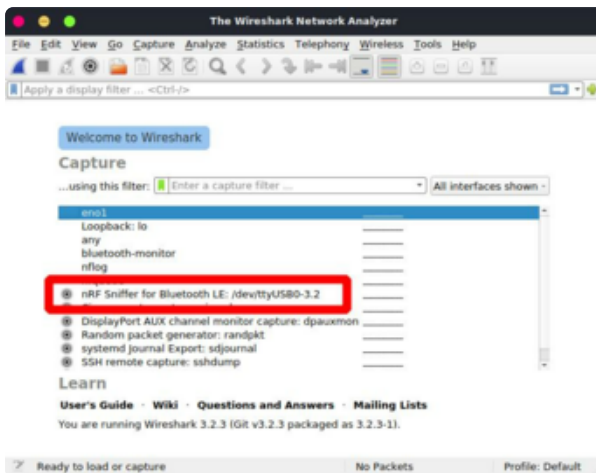 The Wireshark Network Analyzer
File Edit View Go Capture Analyze Statistics Telephony Wireless Tools Help
Apply a display filter ... <Ctrl-/>
Welcome to Wireshark
Capture
...using this filter: Enter a capture filter ... All interfaces shown
eno1
Loopback: lo
any
bluetooth-monitor
nflog
nRF Sniffer for Bluetooth LE: /dev/ttyUSB0-3.2
DisplayPort AUX channel monitor capture: dpauxmon
Random packet generator: randpkt
systemd Journal Export: sdjournal
SSH remote capture: sshdump
Learn
User's Guide · Wiki · Questions and Answers · Mailing Lists
You are running Wireshark 3.2.3 (Git v3.2.3 packaged as 3.2.3-1).
Ready to load or capture No Packets Profile: Default